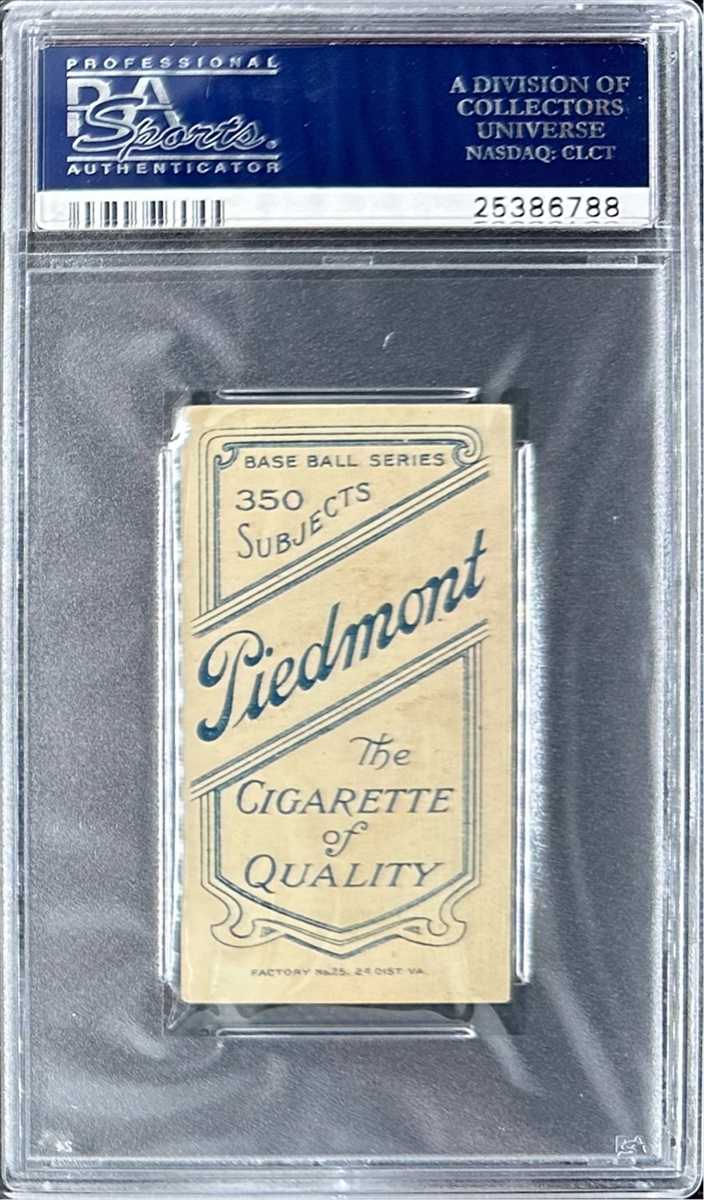 PROFESSIONAL
PSA
Sports.
AUTHENTICATOR
A DIVISION OF
COLLECTORS
UNIVERSE
NASDAQ: CLCT
25386788
BASE BALL SERIES
350
SUBJECTS
Piedmont
The
CIGARETTE
of
QUALITY
FACTORY No. 25, 2d DIST. VA.
PSA